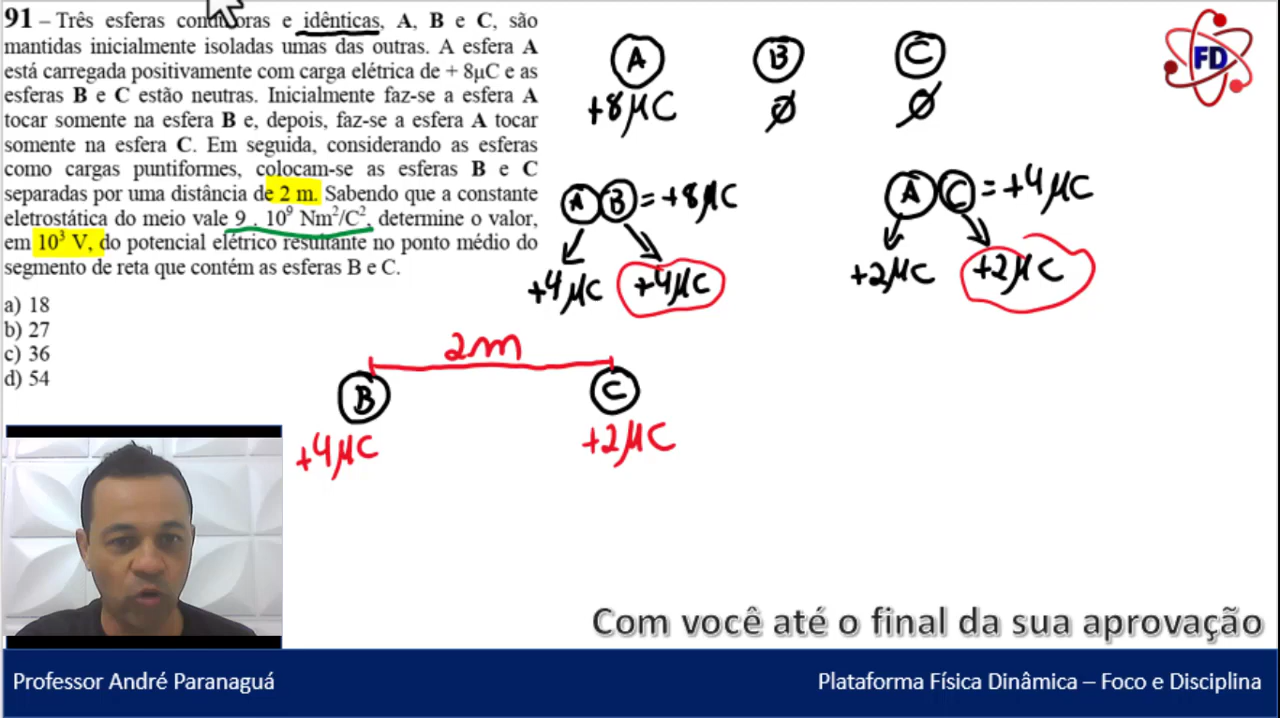 91 – Três esferas condutoras e idênticas, A, B e C, são
mantidas inicialmente isoladas umas das outras. A esfera A
está carregada positivamente com carga elétrica de + 8μC e as
esferas B e C estão neutras. Inicialmente faz-se a esfera A
tocar somente na esfera B e, depois, faz-se a esfera A tocar
somente na esfera C. Em seguida, considerando as esferas
como cargas puntiformes, colocam-se as esferas B e C
separadas por uma distância de 2 m. Sabendo que a constante
eletrostática do meio vale 9 . 10⁹ Nm²/C², determine o valor,
em 10³ V, do potencial elétrico resultante no ponto médio do
segmento de reta que contém as esferas B e C.
a) 18
b) 27
c) 36
d) 54
A B C
+8μC ∅ ∅
FD
A B = +8μC
+4μC +4μC
A C = +4μC
+2μC +2μC
2m
B C
+4μC +2μC
Com você até o final da sua aprovação
Professor André Paranaguá
Plataforma Física Dinâmica – Foco e Disciplina